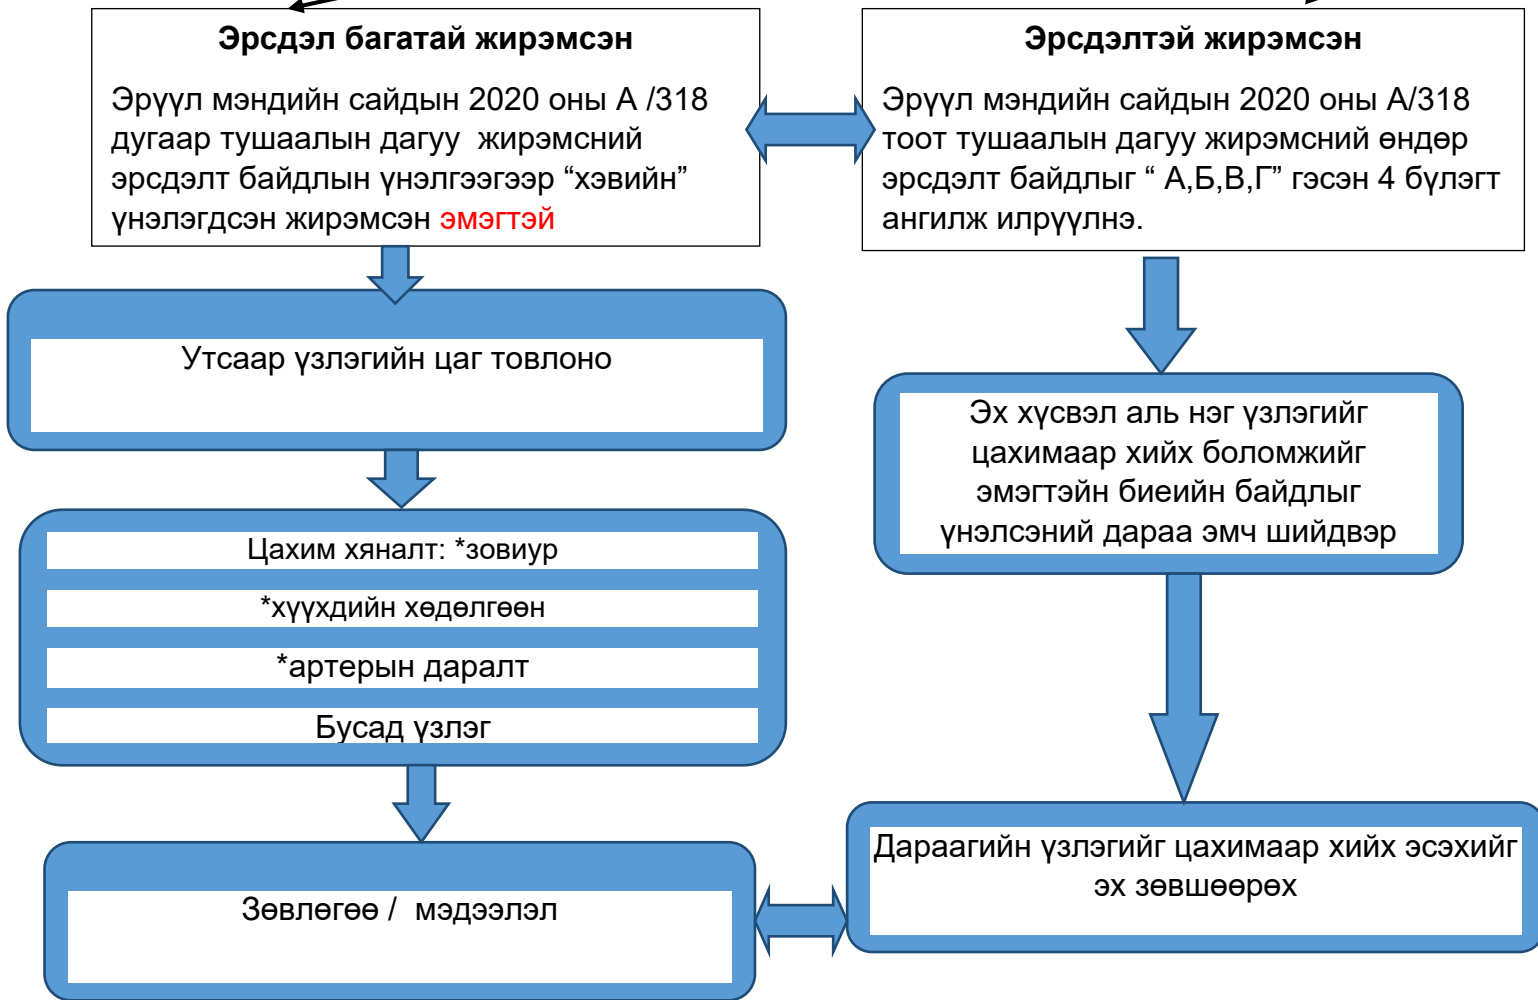 Эрсдэл багатай жирэмсэн
Эрүүл мэндийн сайдын 2020 оны А /318
дугаар тушаалын дагуу жирэмсний
эрсдэлт байдлын үнэлгээгээр “хэвийн”
үнэлэгдсэн жирэмсэн эмэгтэй
Эрсдэлтэй жирэмсэн
Эрүүл мэндийн сайдын 2020 оны А/318
тоот тушаалын дагуу жирэмсний өндөр
эрсдэлт байдлыг “ А,Б,В,Г” гэсэн 4 бүлэгт
ангилж илрүүлнэ.
Утсаар үзлэгийн цаг товлоно
Эх хүсвэл аль нэг үзлэгийг
цахимаар хийх боломжийг
эмэгтэйн биеийн байдлыг
үнэлсэний дараа эмч шийдвэр
Цахим хяналт: *зовиур
*хүүхдийн хөдөлгөөн
*артерын даралт
Бусад үзлэг
Зөвлөгөө / мэдээлэл
Дараагийн үзлэгийг цахимаар хийх эсэхийг
эх зөвшөөрөх